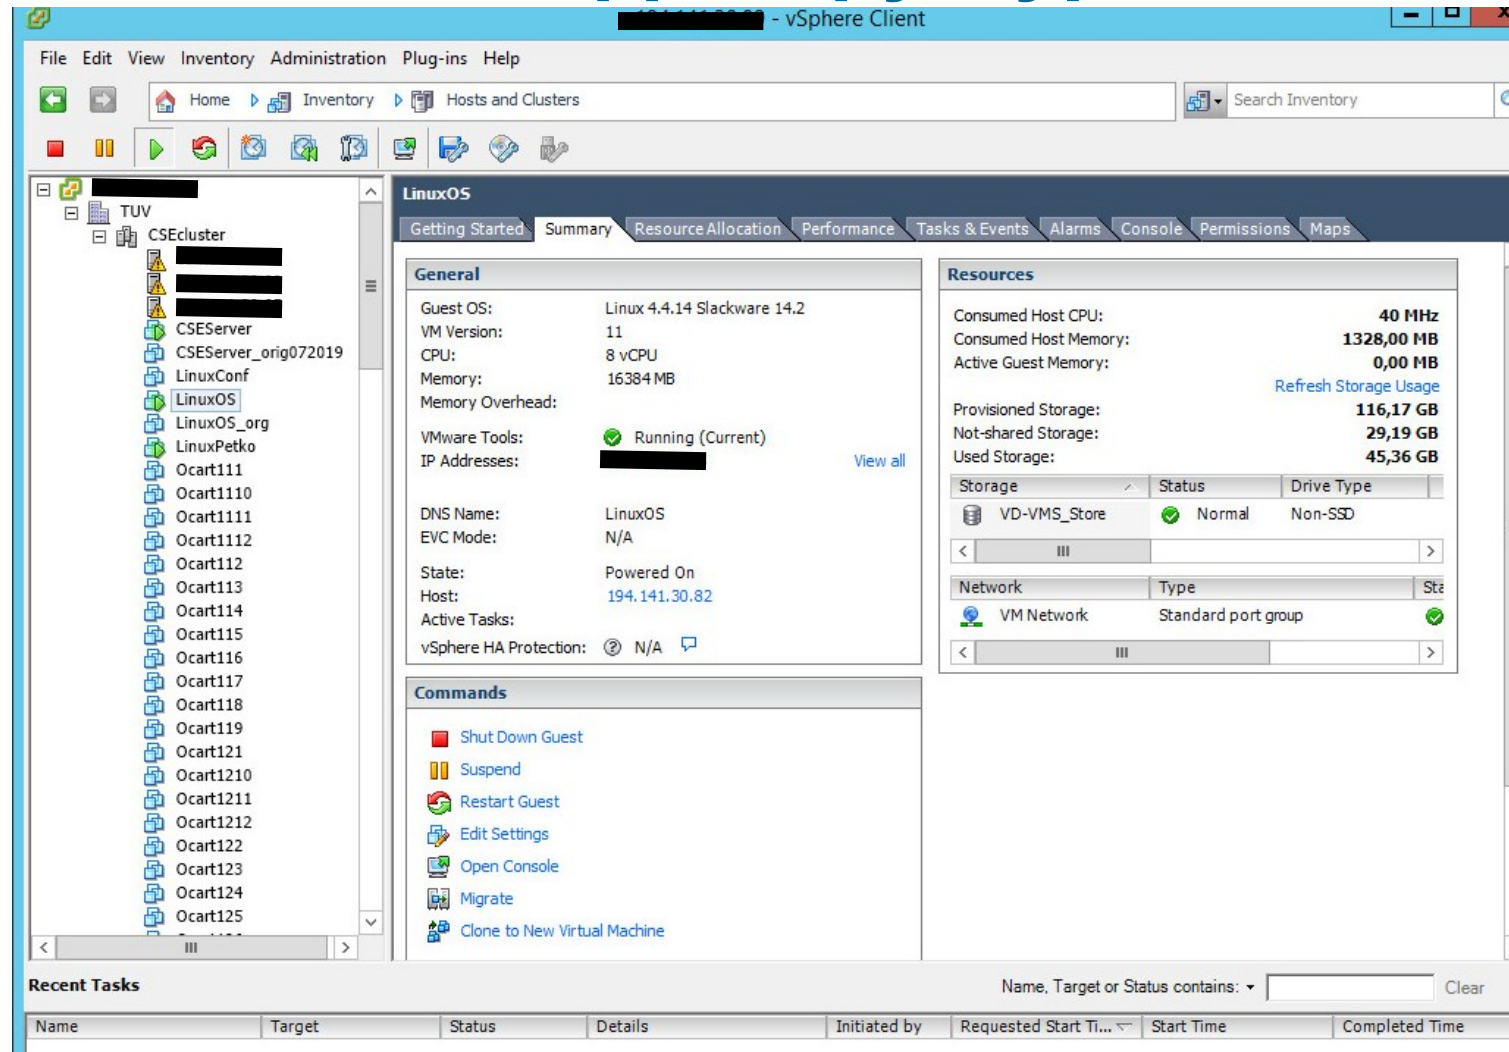 - vSphere Client
File Edit View Inventory Administration Plug-ins Help
Home Inventory Hosts and Clusters
Search Inventory
TUV
CSEcluster
CSEServer
CSEServer_orig072019
LinuxConf
LinuxOS
LinuxOS_org
LinuxPetko
Ocart111
Ocart1110
Ocart1111
Ocart1112
Ocart112
Ocart113
Ocart114
Ocart115
Ocart116
Ocart117
Ocart118
Ocart119
Ocart121
Ocart1210
Ocart1211
Ocart1212
Ocart122
Ocart123
Ocart124
Ocart125
LinuxOS
Getting Started Summary Resource Allocation Performance Tasks & Events Alarms Console Permissions Maps
General
Guest OS: Linux 4.4.14 Slackware 14.2
VM Version: 11
CPU: 8 vCPU
Memory: 16384 MB
Memory Overhead:
VMware Tools: Running (Current)
IP Addresses: View all
DNS Name: LinuxOS
EVC Mode: N/A
State: Powered On
Host: 194.141.30.82
Active Tasks:
vSphere HA Protection: N/A
Commands
Shut Down Guest
Suspend
Restart Guest
Edit Settings
Open Console
Migrate
Clone to New Virtual Machine
Resources
Consumed Host CPU: 40 MHz
Consumed Host Memory: 1328,00 MB
Active Guest Memory: 0,00 MB
Refresh Storage Usage
Provisioned Storage: 116,17 GB
Not-shared Storage: 29,19 GB
Used Storage: 45,36 GB
Storage Status Drive Type
VD-VMS_Store Normal Non-SSD
Network Type Sta
VM Network Standard port group
Recent Tasks
Name, Target or Status contains: Clear
Name Target Status Details Initiated by Requested Start Ti... Start Time Completed Time